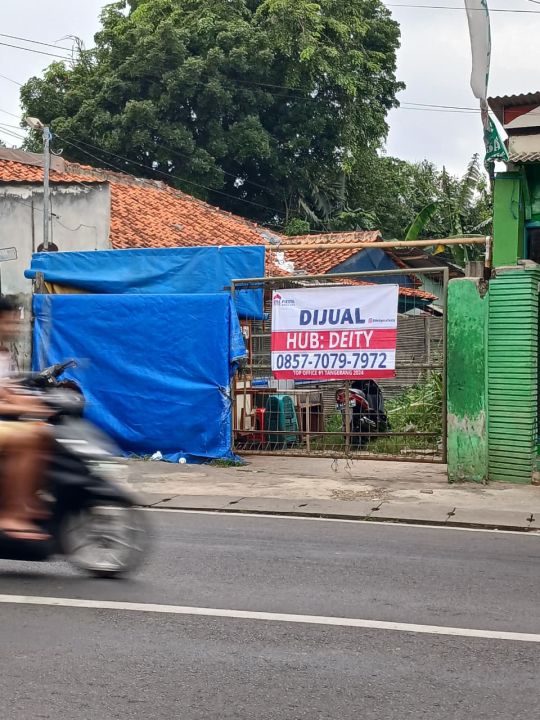 DIJUAL
HUB: DEITY
0857-7079-7972
TOP OFFICE #1 TANGERANG 2024